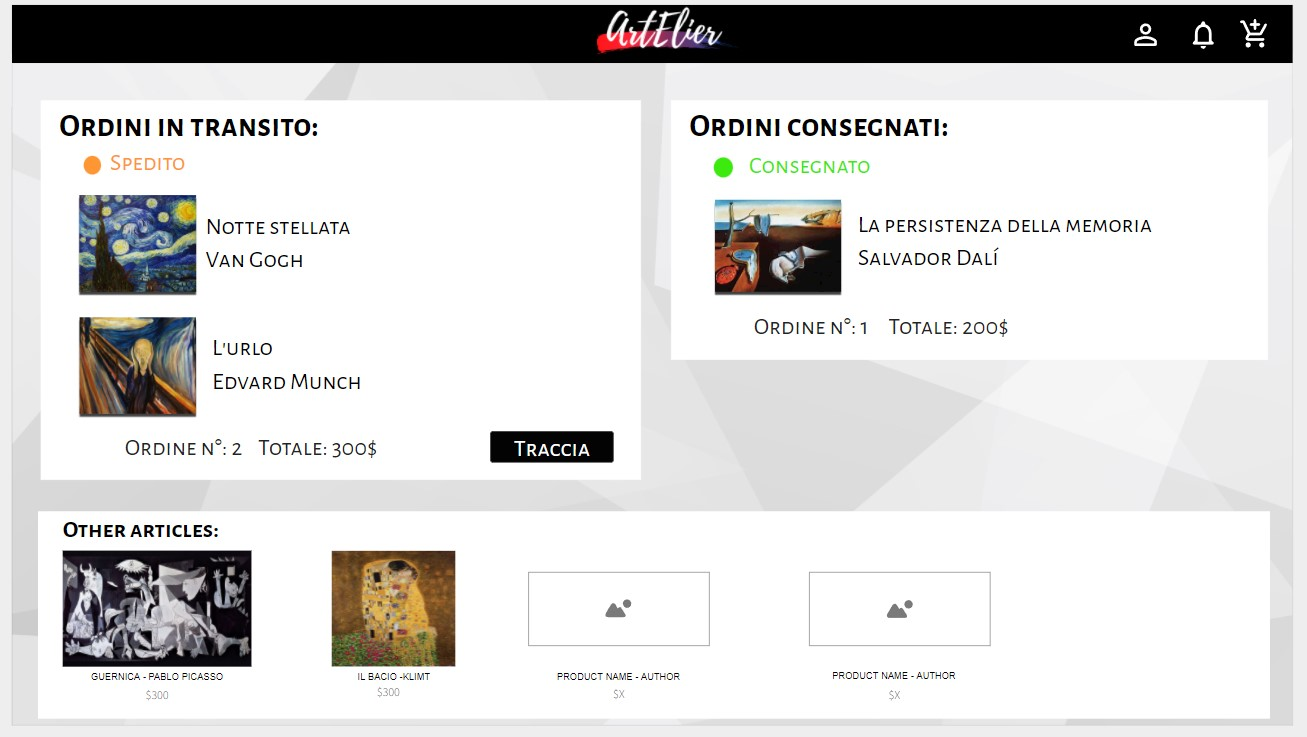 ArtElier
Ordini in transito:
Spedito
Notte stellata
Van Gogh
L'urlo
Edvard Munch
Ordine n°: 2 Totale: 300$
Traccia
Ordini consegnati:
Consegnato
La persistenza della memoria
Salvador Dalí
Ordine n°: 1 Totale: 200$
Other articles:
GUERNICA - PABLO PICASSO
$300
IL BACIO -KLIMT
$300
PRODUCT NAME - AUTHOR
$X
PRODUCT NAME - AUTHOR
$X